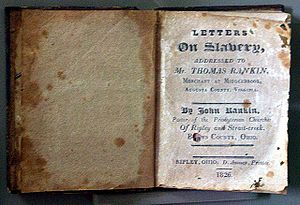 LETTERS
On Slavery,
ADDRESSED TO
Mr. THOMAS RANKIN,
MERCHANT AT MIDDLEBROOK,
AUGUSTA COUNTY, VIRGINIA.
By John Rankin,
Pastor of the Presbyterian Churches
Of Ripley and Strait-creek,
BROWN COUNTY, OHIO.
RIPLEY, OHIO: D. Printer.
1826.